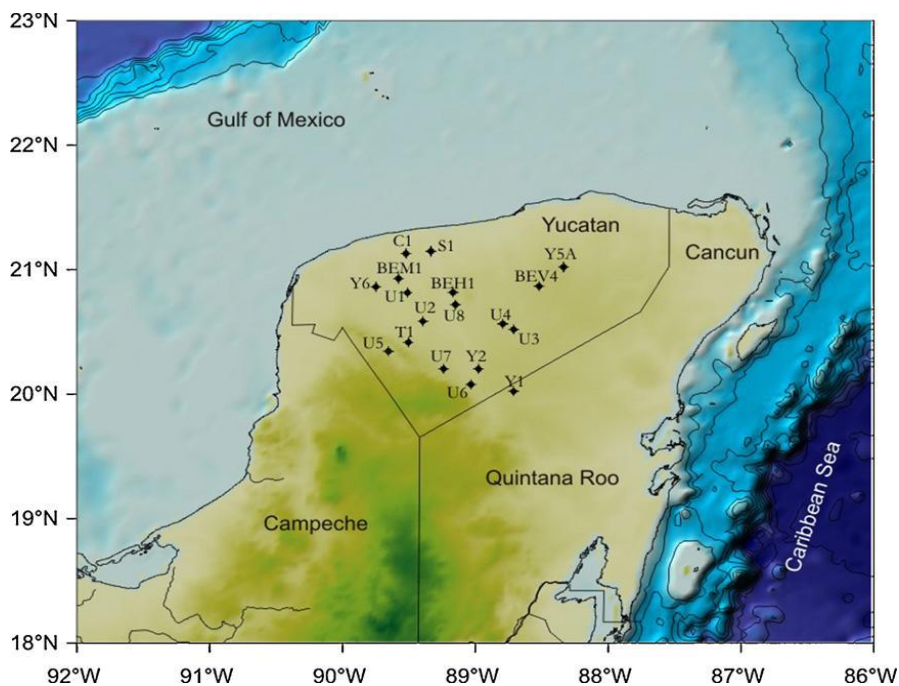 23°N
22°N
21°N
20°N
19°N
18°N
Gulf of Mexico
Yucatan
Cancun
C1
S1
Y5A
BEM1
BEV4
Y6
BEH1
U1
U2
U8
U4
T1
U3
U5
U7
Y2
U6
Y1
Quintana Roo
Campeche
Caribbean Sea
92°W
91°W
90°W
89°W
88°W
87°W
86°W